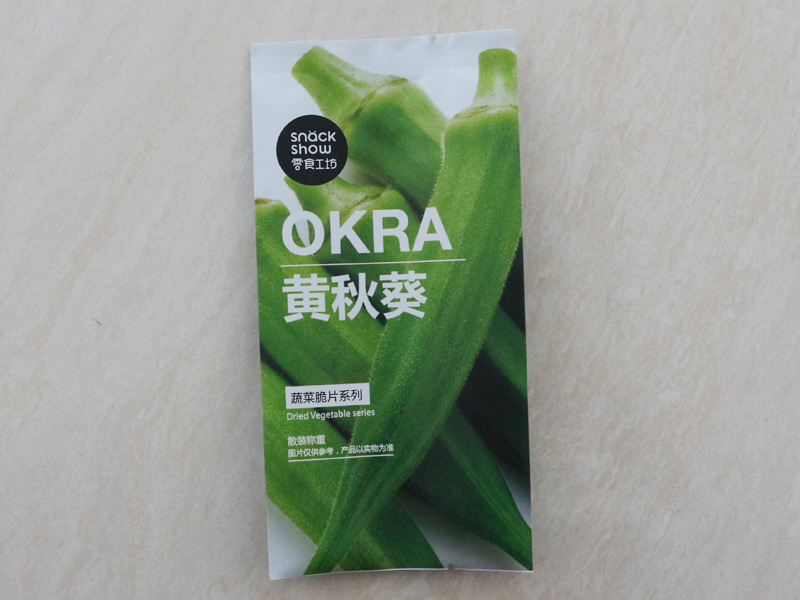 snäck
show
零食工坊
OKRA
黄秋葵
蔬菜脆片系列
Dried Vegetable series
散装称重
图片仅供参考，产品以实物为准